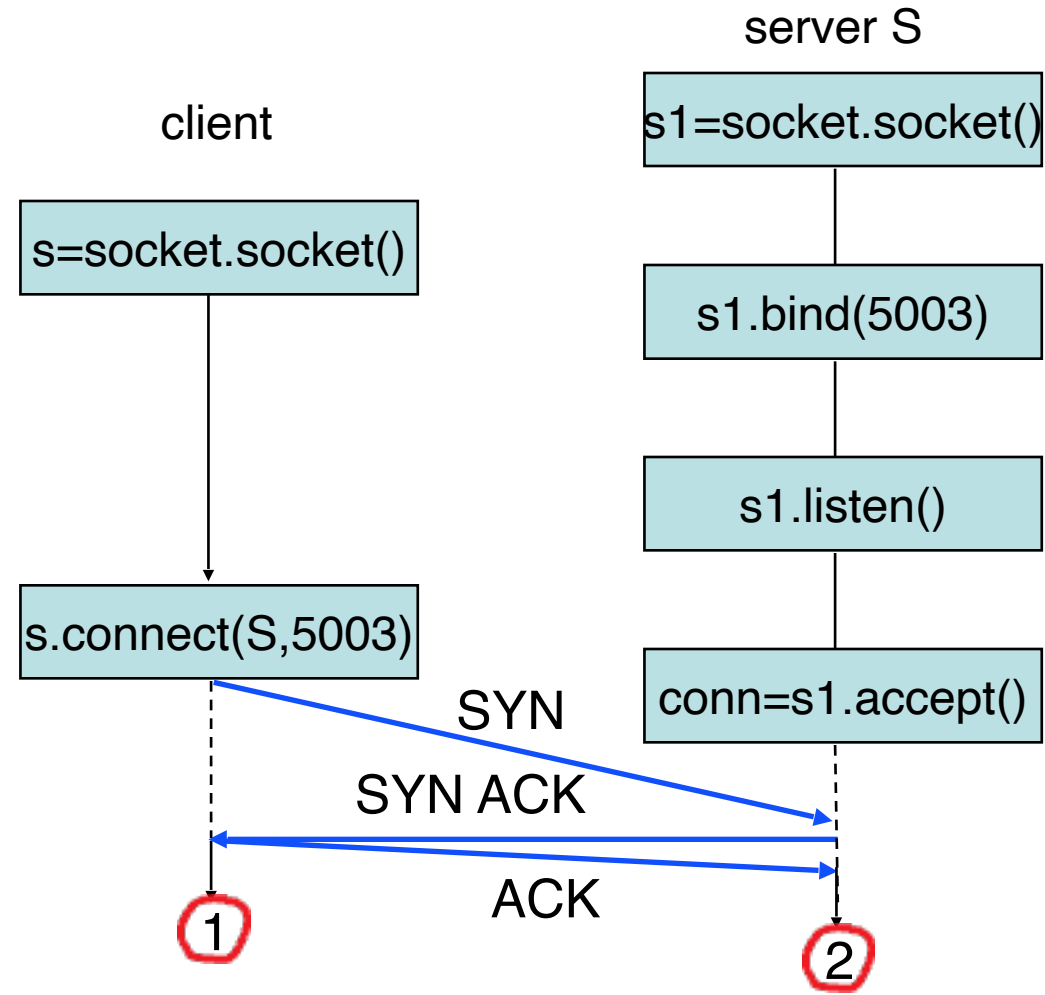 server S
client
s1=socket.socket()
s=socket.socket()
s1.bind(5003)
s1.listen()
s.connect(S,5003)
conn=s1.accept()
SYN
SYN ACK
ACK
1
2